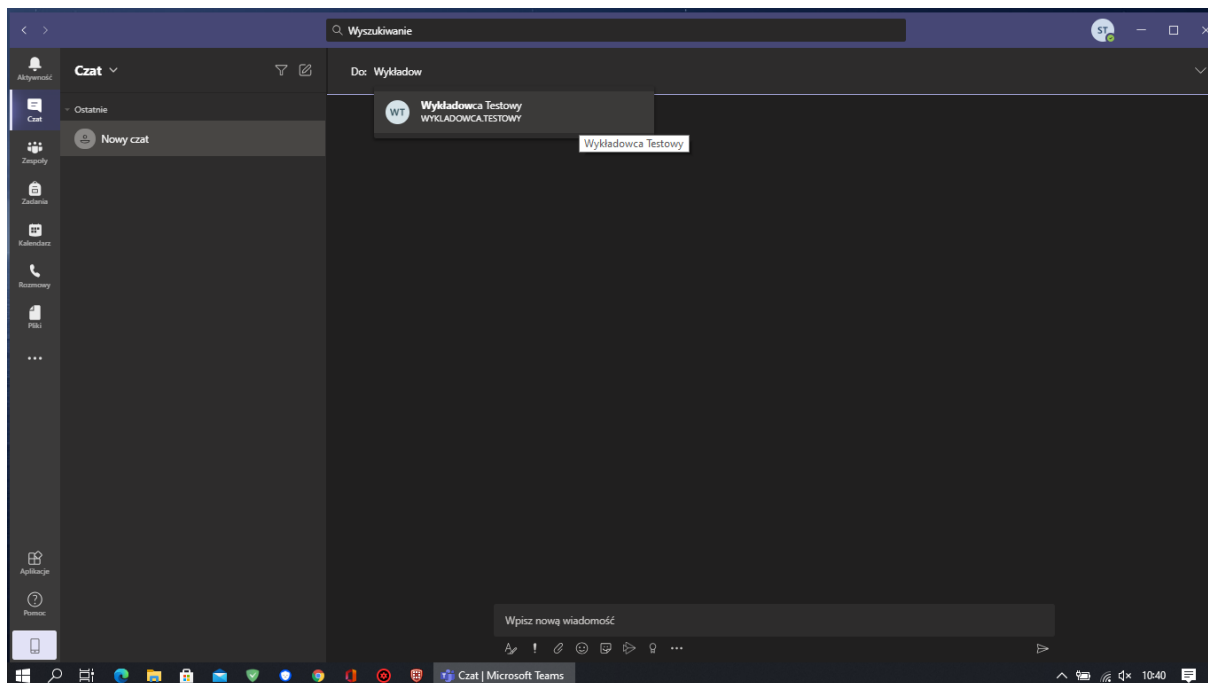 Wyszukiwanie
ST
Aktywność
Czat
Zespoły
Zadania
Kalendarz
Rozmowy
Pliki
Aplikacje
Pomoc
Czat
Ostatnie
Nowy czat
Do: Wykładow
WT
Wykładowca Testowy
WYKLADOWCA.TESTOWY
Wykładowca Testowy
Wpisz nową wiadomość
Czat | Microsoft Teams
10:40